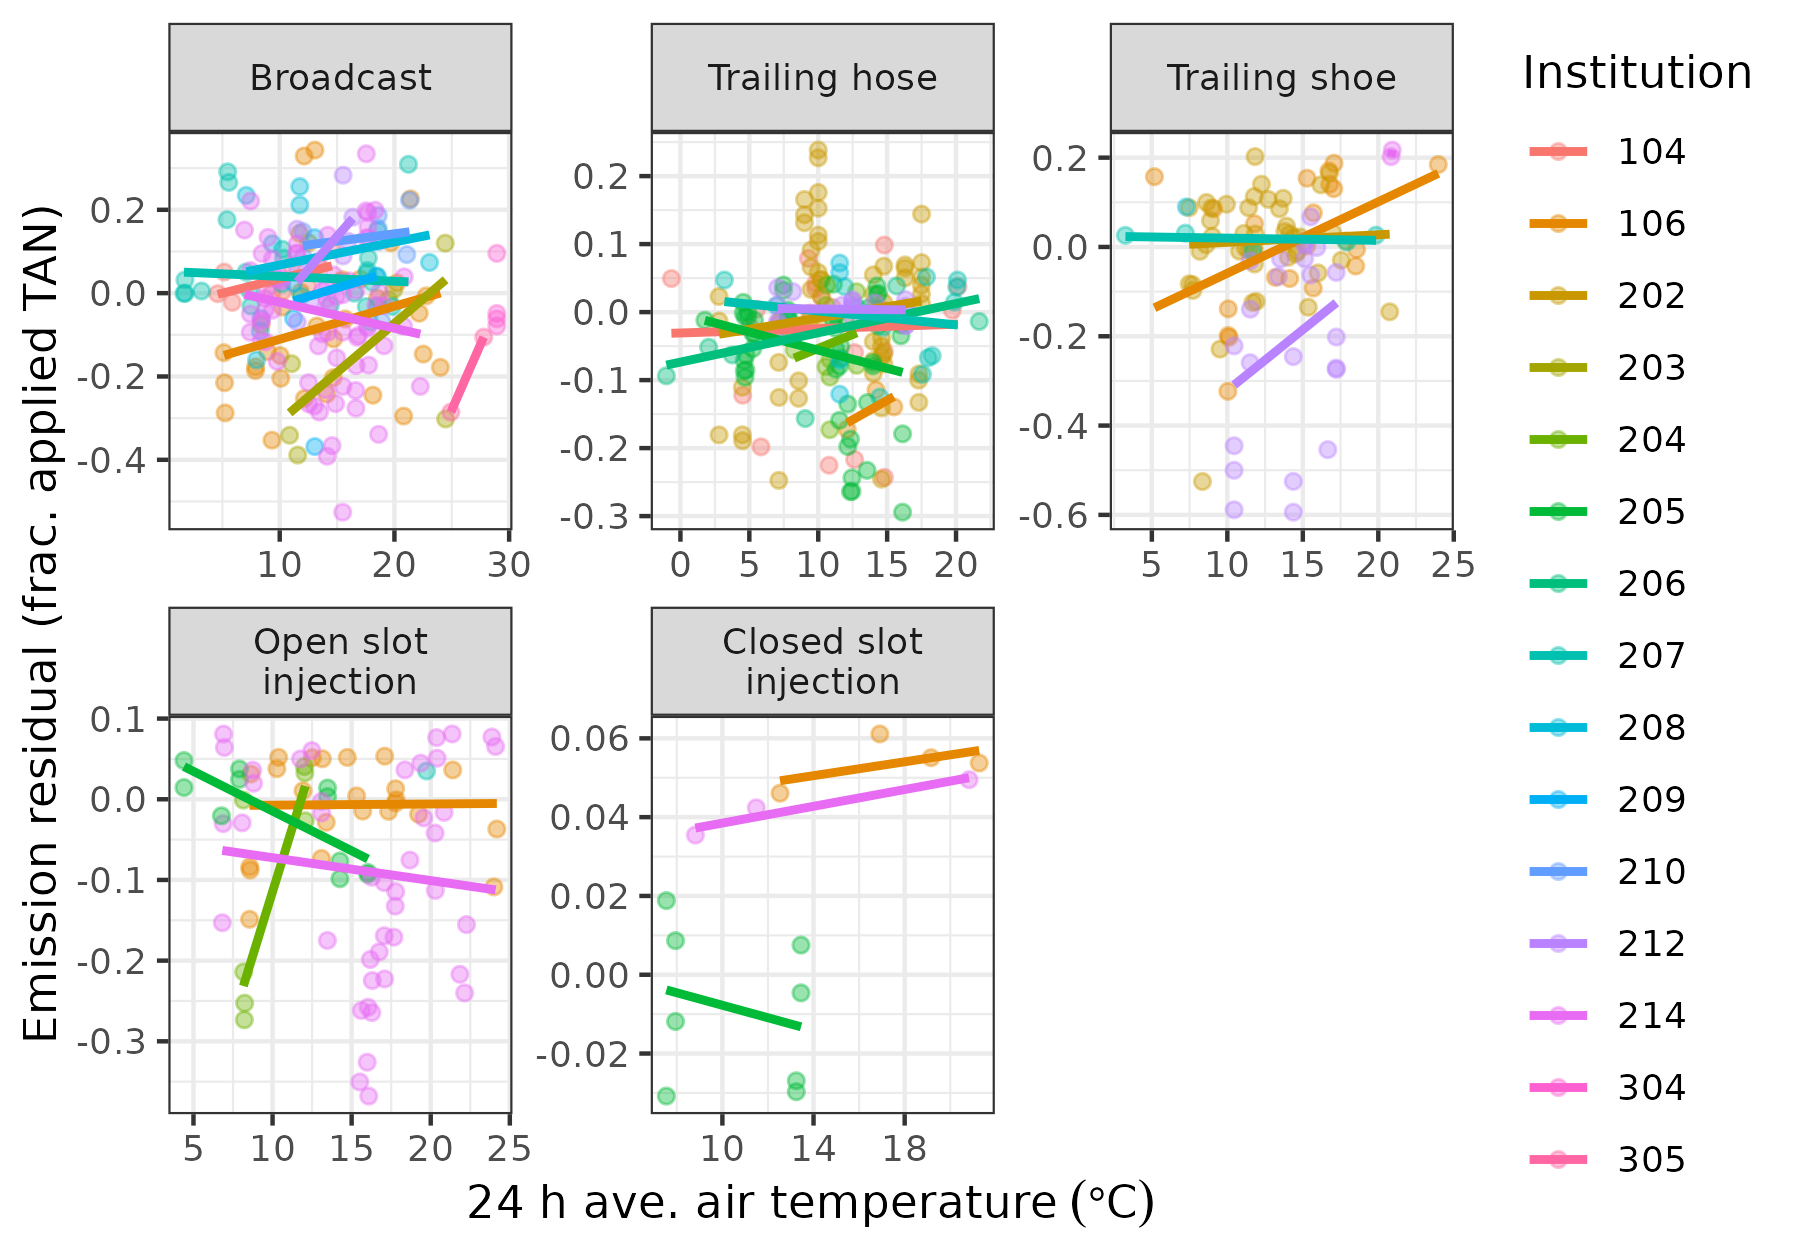 Broadcast
Trailing hose
Trailing shoe
Institution
104
106
202
203
204
205
206
207
208
209
210
212
214
304
305
0.2
0.0
-0.2
-0.4
10 20 30
0.2
0.1
0.0
-0.1
-0.2
-0.3
0 5 10 15 20
0.2
0.0
-0.2
-0.4
-0.6
5 10 15 20 25
Open slot
injection
Closed slot
injection
0.1
0.0
-0.1
-0.2
-0.3
5 10 15 20 25
0.06
0.04
0.02
0.00
-0.02
10 14 18
Emission residual (frac. applied TAN)
24 h ave. air temperature (°C)